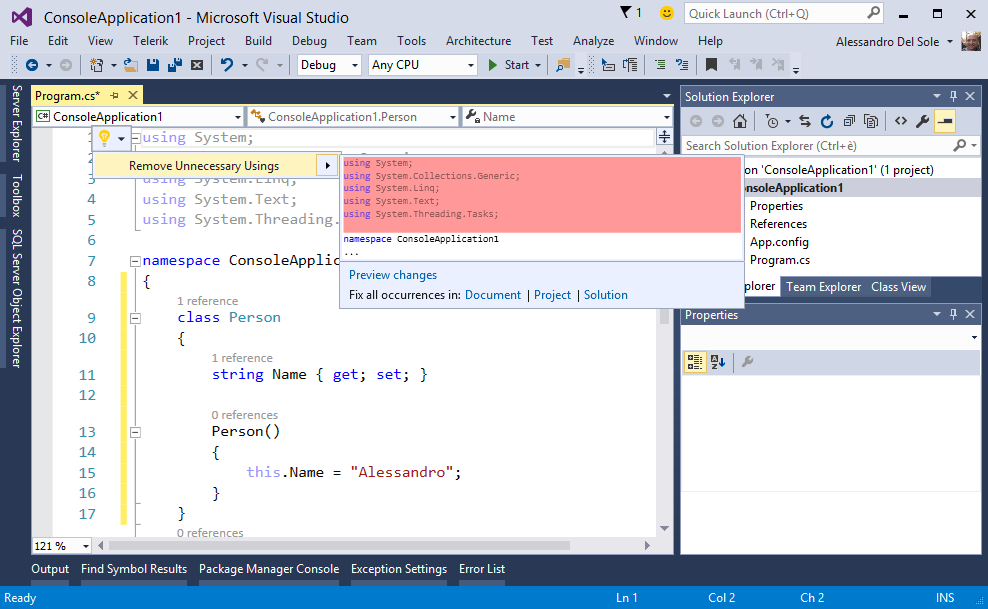 ConsoleApplication1 - Microsoft Visual Studio
1
Quick Launch (Ctrl+Q)
File Edit View Telerik Project Build Debug Team Tools Architecture Test Analyze Window Help
Alessandro Del Sole
Debug Any CPU Start
Server Explorer
Toolbox
SQL Server Object Explorer
Program.cs*
C# ConsoleApplication1 ConsoleApplication1.Person Name
1 using System;
Remove Unnecessary Usings
using System;
using System.Collections.Generic;
using System.Linq;
using System.Text;
using System.Threading.Tasks;
namespace ConsoleApplication1
...
Preview changes
Fix all occurrences in: Document | Project | Solution
2
3 using System.Linq;
4 using System.Text;
5 using System.Threading.
6
7 namespace ConsoleApplic
8 {
1 reference
9 class Person
10 {
1 reference
11 string Name { get; set; }
12
0 references
13 Person()
14 {
15 this.Name = "Alessandro";
16 }
17 }
0 references
121 %
Solution Explorer
Search Solution Explorer (Ctrl+è)
on 'ConsoleApplication1' (1 project)
onsoleApplication1
Properties
References
App.config
Program.cs
plorer Team Explorer Class View
Properties
Output Find Symbol Results Package Manager Console Exception Settings Error List
Ready Ln 1 Col 2 Ch 2 INS